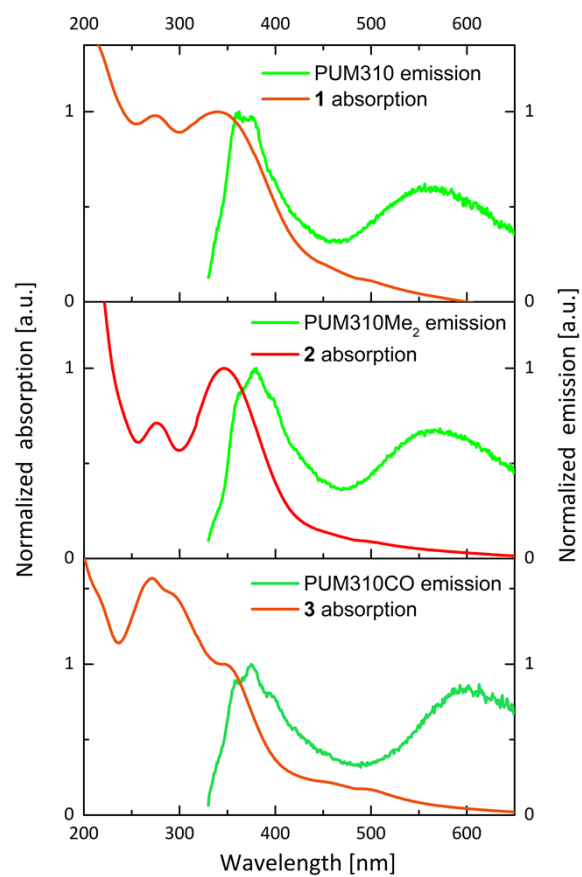 200 300 400 500 600
PUM310 emission
1 absorption
1 1
0 0
PUM310Me₂ emission
2 absorption
1 1
0 0
PUM310CO emission
3 absorption
1 1
0 0
200 300 400 500 600
Wavelength [nm]
Normalized absorption [a.u.]
Normalized emission [a.u.]